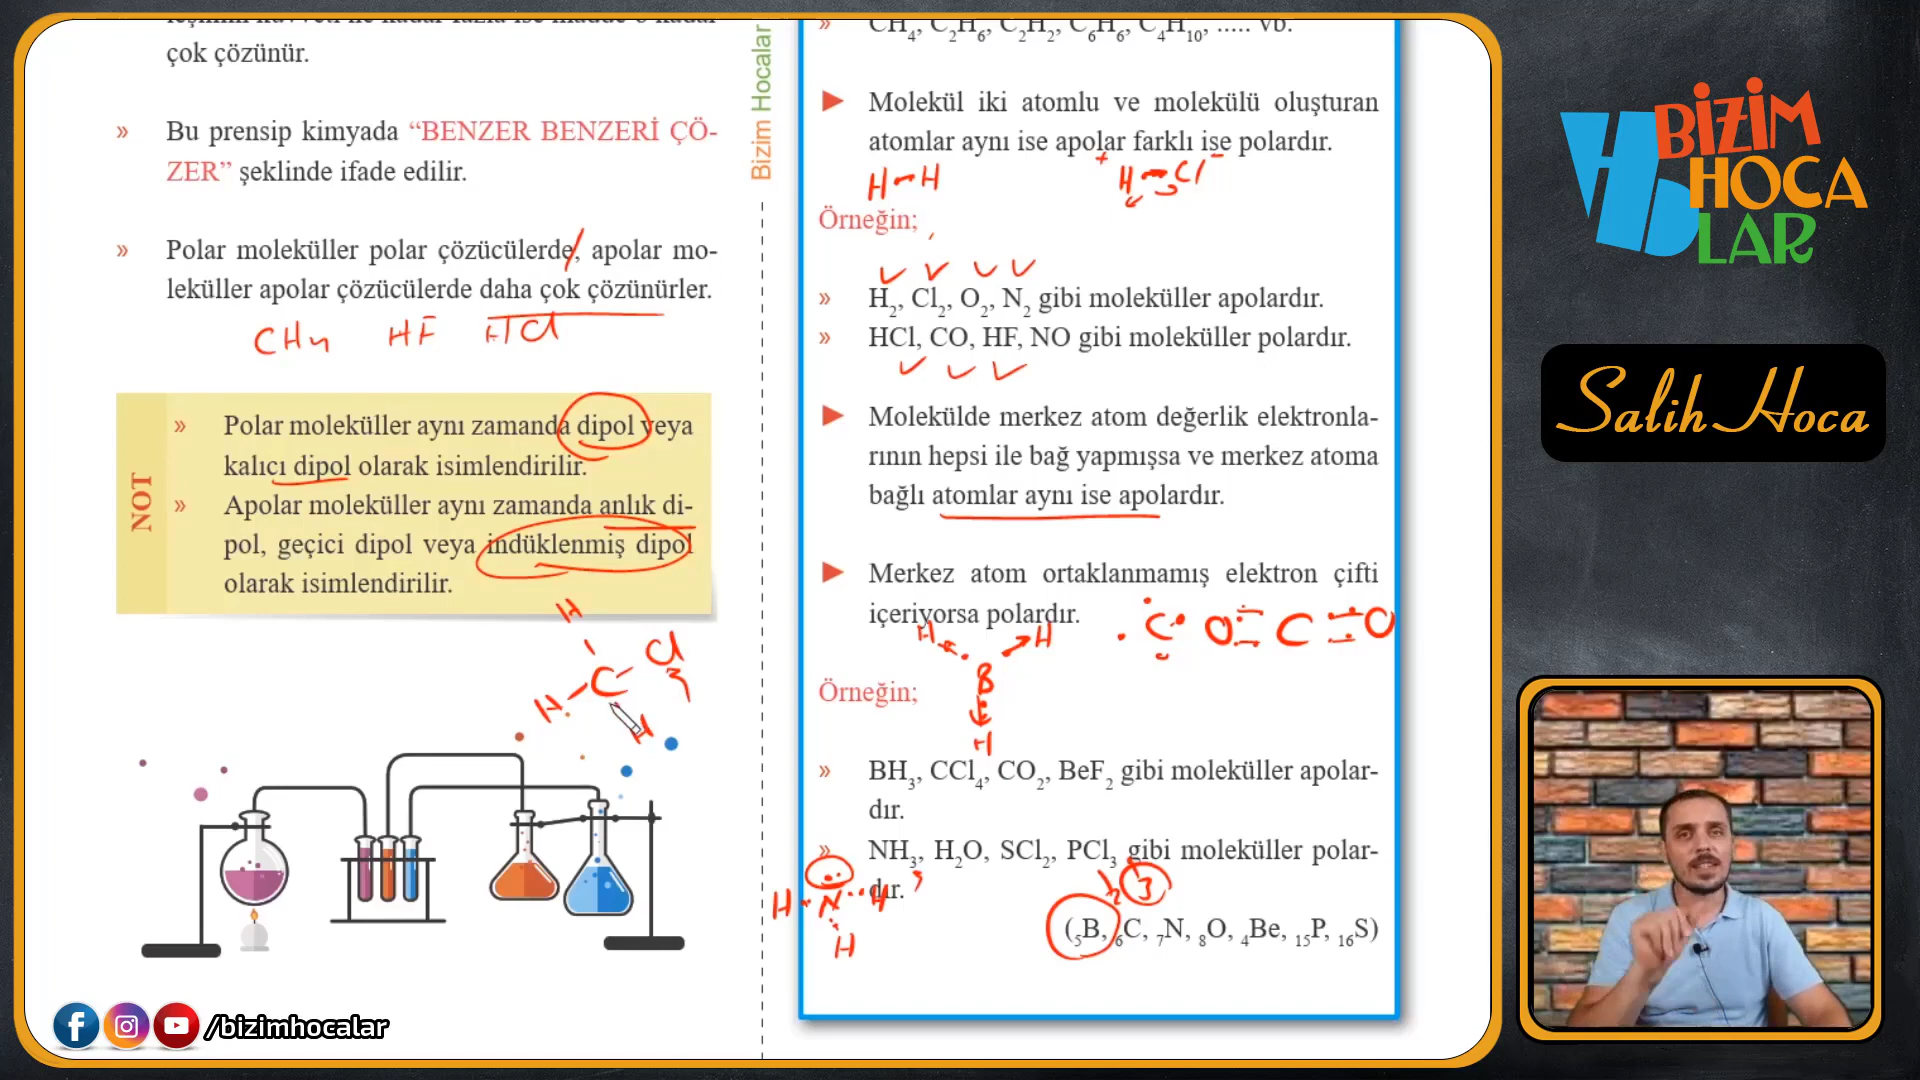 çok çözünür.
» Bu prensip kimyada “BENZER BENZERİ ÇÖ-
ZER” şeklinde ifade edilir.
» Polar moleküller polar çözücülerde, apolar mo-
leküller apolar çözücülerde daha çok çözünürler.
CH₄ HF HCl
NOT
» Polar moleküller aynı zamanda dipol veya
kalıcı dipol olarak isimlendirilir.
» Apolar moleküller aynı zamanda anlık di-
pol, geçici dipol veya indüklenmiş dipol
olarak isimlendirilir.
H
C Cl
H
H
/bizimhocalar
Bizim Hocalar
» CH₄, C₂H₆, C₂H₂, C₆H₆, C₄H₁₀, ..... vb.
► Molekül iki atomlu ve molekülü oluşturan
atomlar aynı ise apolar farklı ise polardır.
H H + H Cl -
Örneğin;
» H₂, Cl₂, O₂, N₂ gibi moleküller apolardır.
» HCl, CO, HF, NO gibi moleküller polardır.
► Molekülde merkez atom değerlik elektronla-
rının hepsi ile bağ yapmışsa ve merkez atoma
bağlı atomlar aynı ise apolardır.
► Merkez atom ortaklanmamış elektron çifti
içeriyorsa polardır.
C O C O
H H
B
H
Örneğin;
» BH₃, CCl₄, CO₂, BeF₂ gibi moleküller apolar-
dır.
» NH₃, H₂O, SCl₂, PCl₃ gibi moleküller polar-
dır.
H N H
H
2 3
(₅B, ₆C, ₇N, ₈O, ₄Be, ₁₅P, ₁₆S)
BİZİM
HOCA
LAR
Salih Hoca